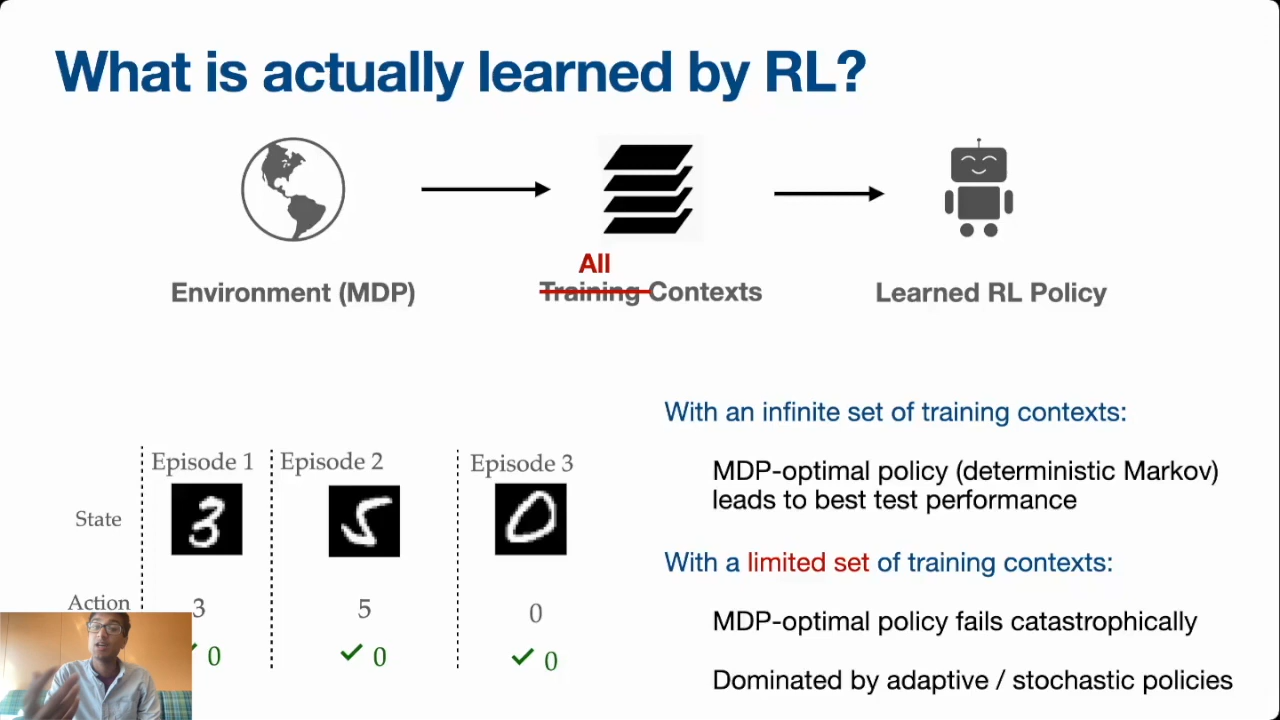 What is actually learned by RL?
All
Environment (MDP)
Training Contexts
Learned RL Policy
With an infinite set of training contexts:
MDP-optimal policy (deterministic Markov)
leads to best test performance
With a limited set of training contexts:
MDP-optimal policy fails catastrophically
Dominated by adaptive / stochastic policies
Episode 1
Episode 2
Episode 3
State
3
5
0
Action
3
5
0
✓ 0
✓ 0
✓ 0